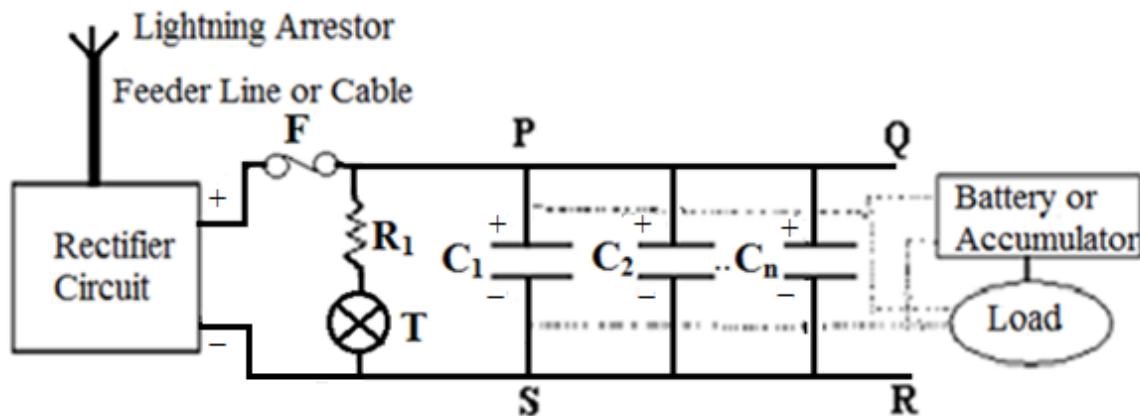 Lightning Arrestor
Feeder Line or Cable
F
P
Q
+
Rectifier
Circuit
−
R₁
T
+
C₁
−
+
C₂
−
..
+
Cₙ
−
Battery or
Accumulator
Load
S
R